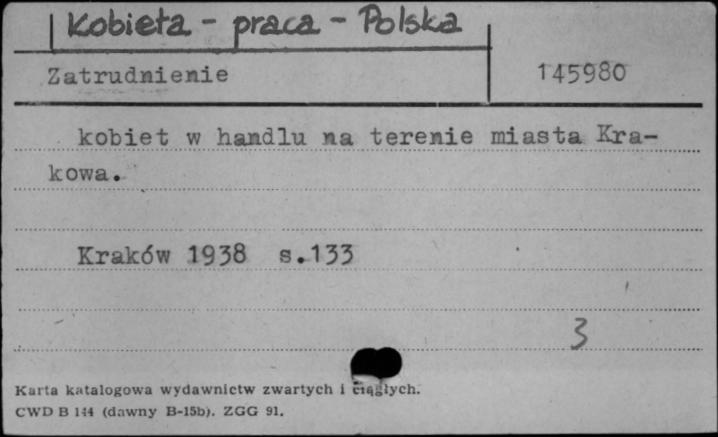 Kobieta - praca - Polska
Zatrudnienie
145980
kobiet w handlu na terenie miasta Kra-
kowa.
Kraków 1938 s.133
3
Karta katalogowa wydawnictw zwartych i ciągłych.
CWD B 144 (dawny B-15b). ZGG 91.